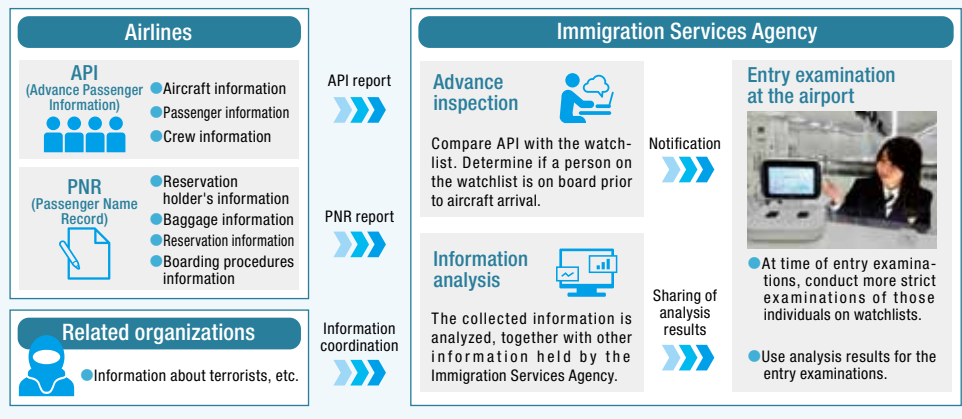 Airlines
API
(Advance Passenger
Information)
●Aircraft information
●Passenger information
●Crew information
PNR
(Passenger Name
Record)
●Reservation
holder's information
●Baggage information
●Reservation information
●Boarding procedures
information
Related organizations
●Information about terrorists, etc.
API report
PNR report
Information
coordination
Immigration Services Agency
Advance
inspection
Compare API with the watch-
list. Determine if a person on
the watchlist is on board prior
to aircraft arrival.
Information
analysis
The collected information is
analyzed, together with other
information held by the
Immigration Services Agency.
Notification
Sharing of
analysis
results
Entry examination
at the airport
●At time of entry examina-
tions, conduct more strict
examinations of those
individuals on watchlists.
●Use analysis results for the
entry examinations.